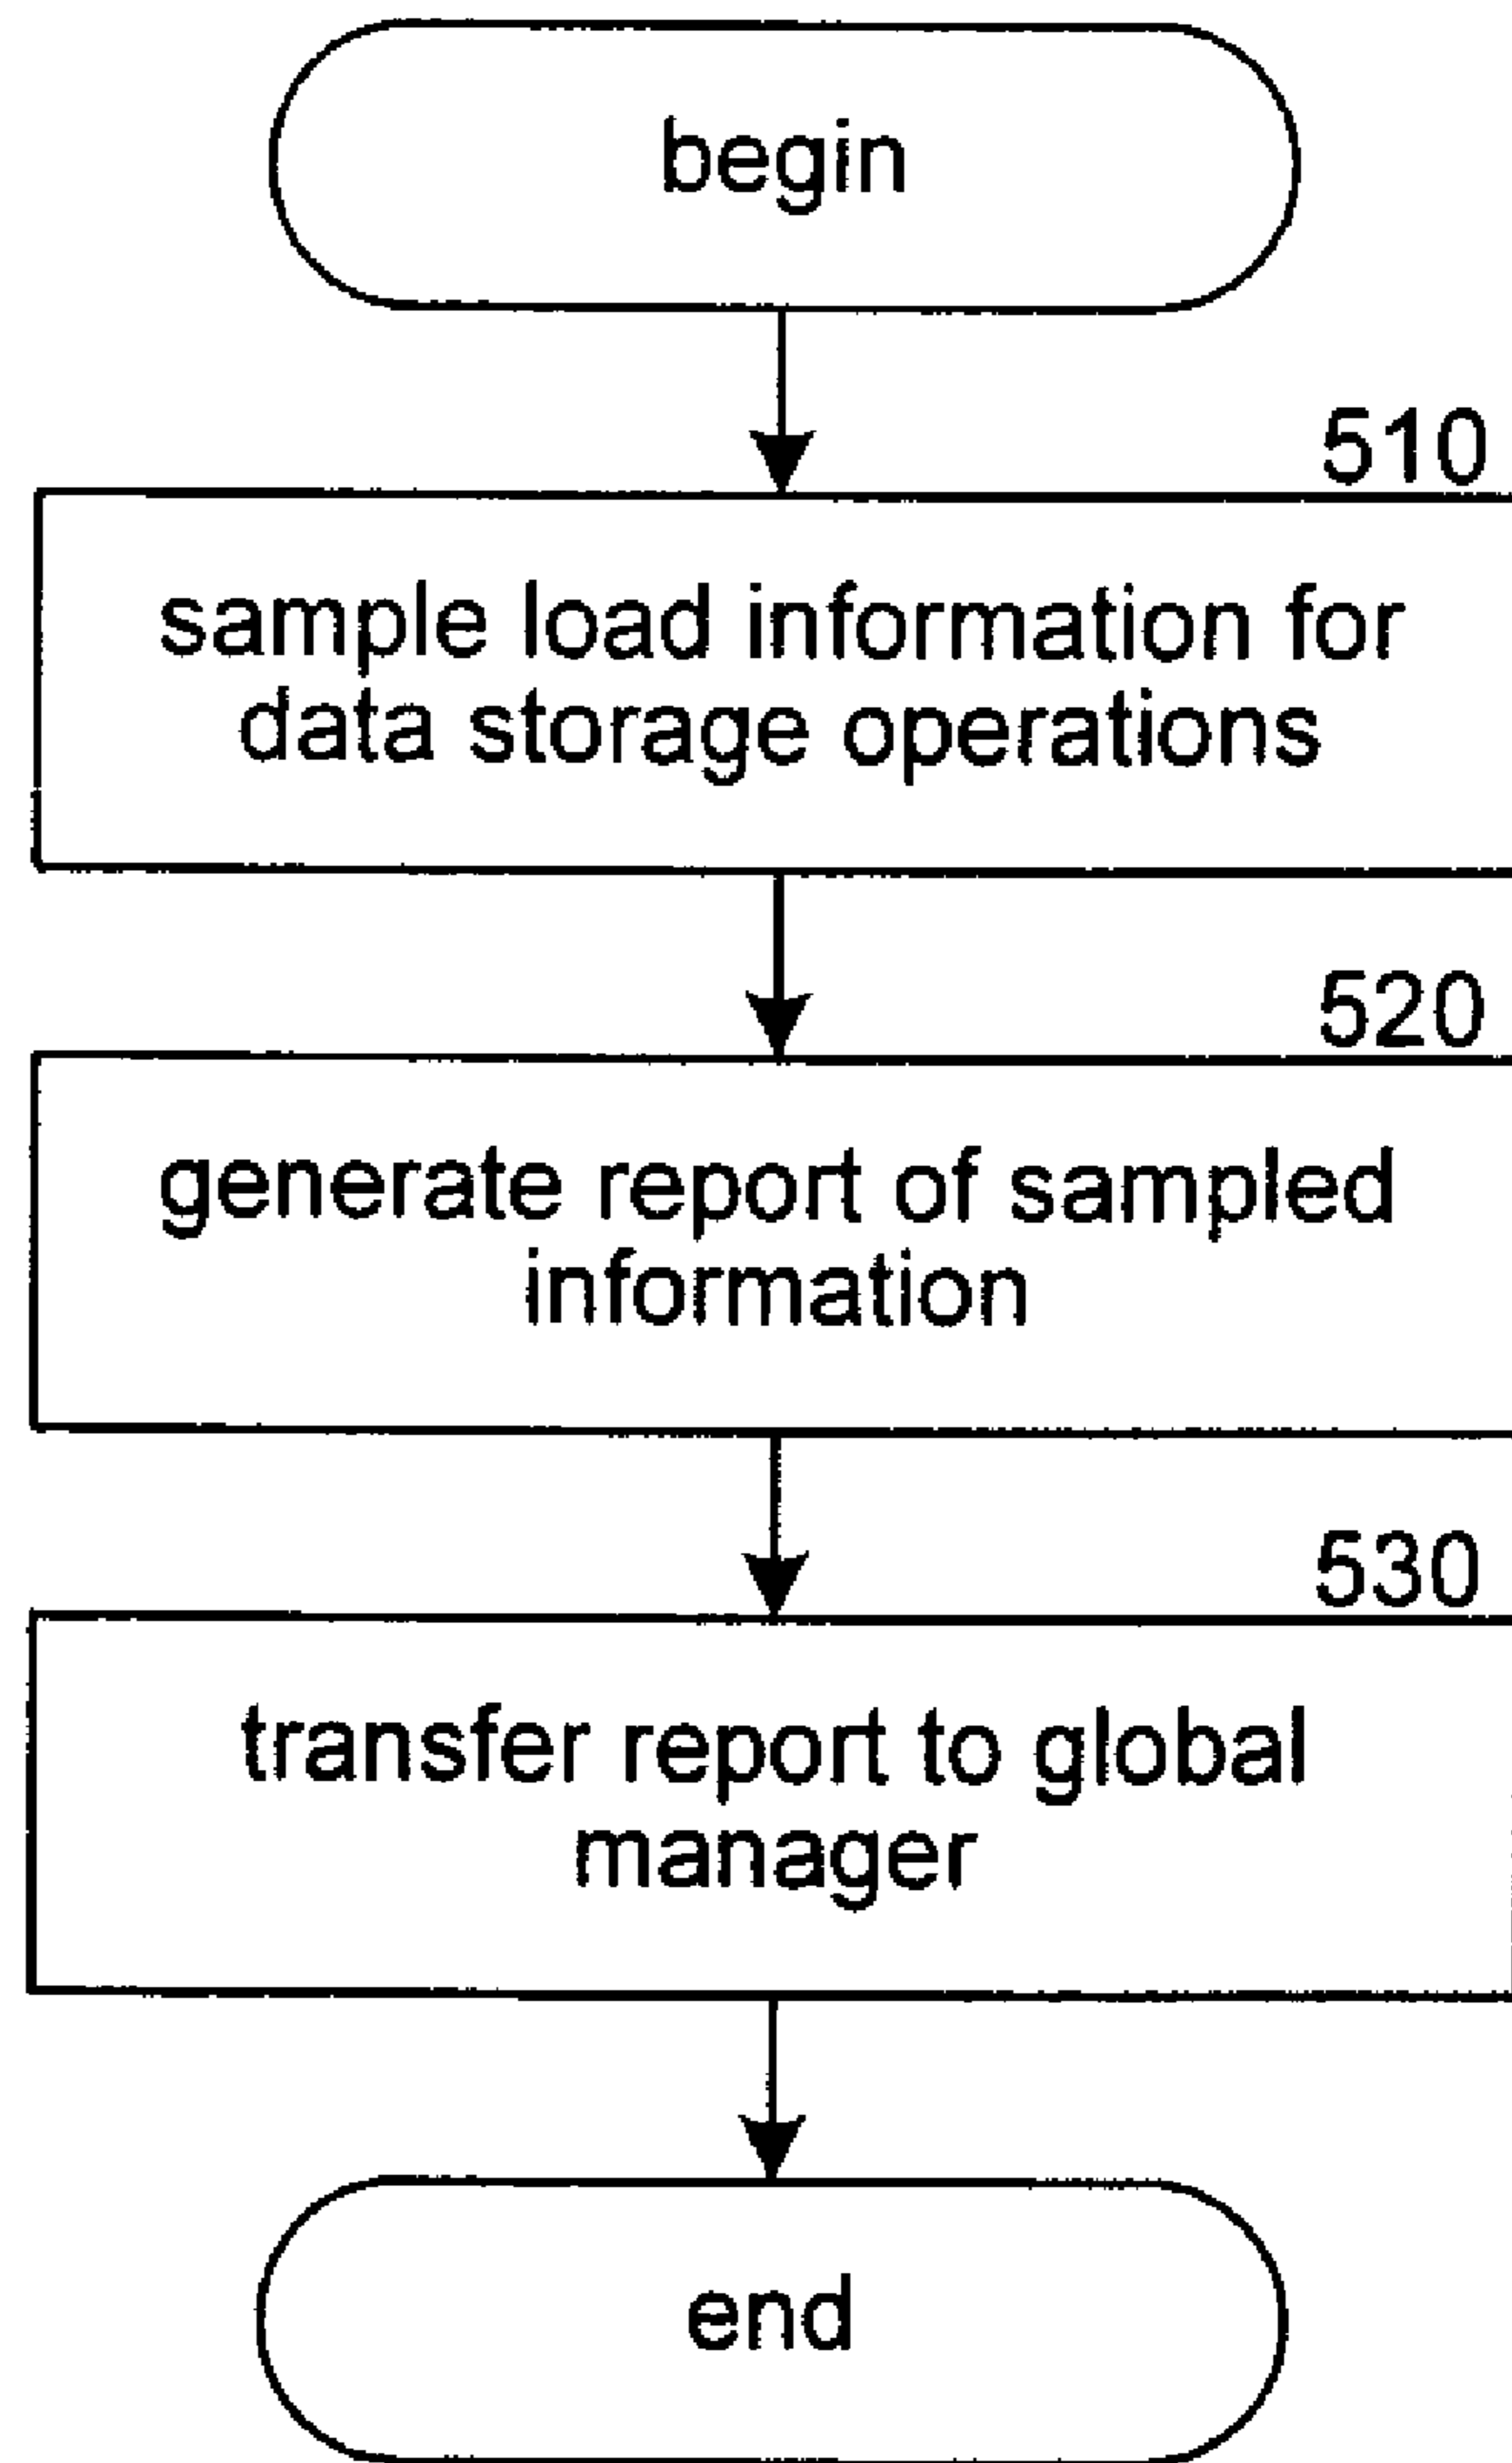 begin
510
sample load information for
data storage operations
520
generate report of sampled
information
530
transfer report to global
manager
end